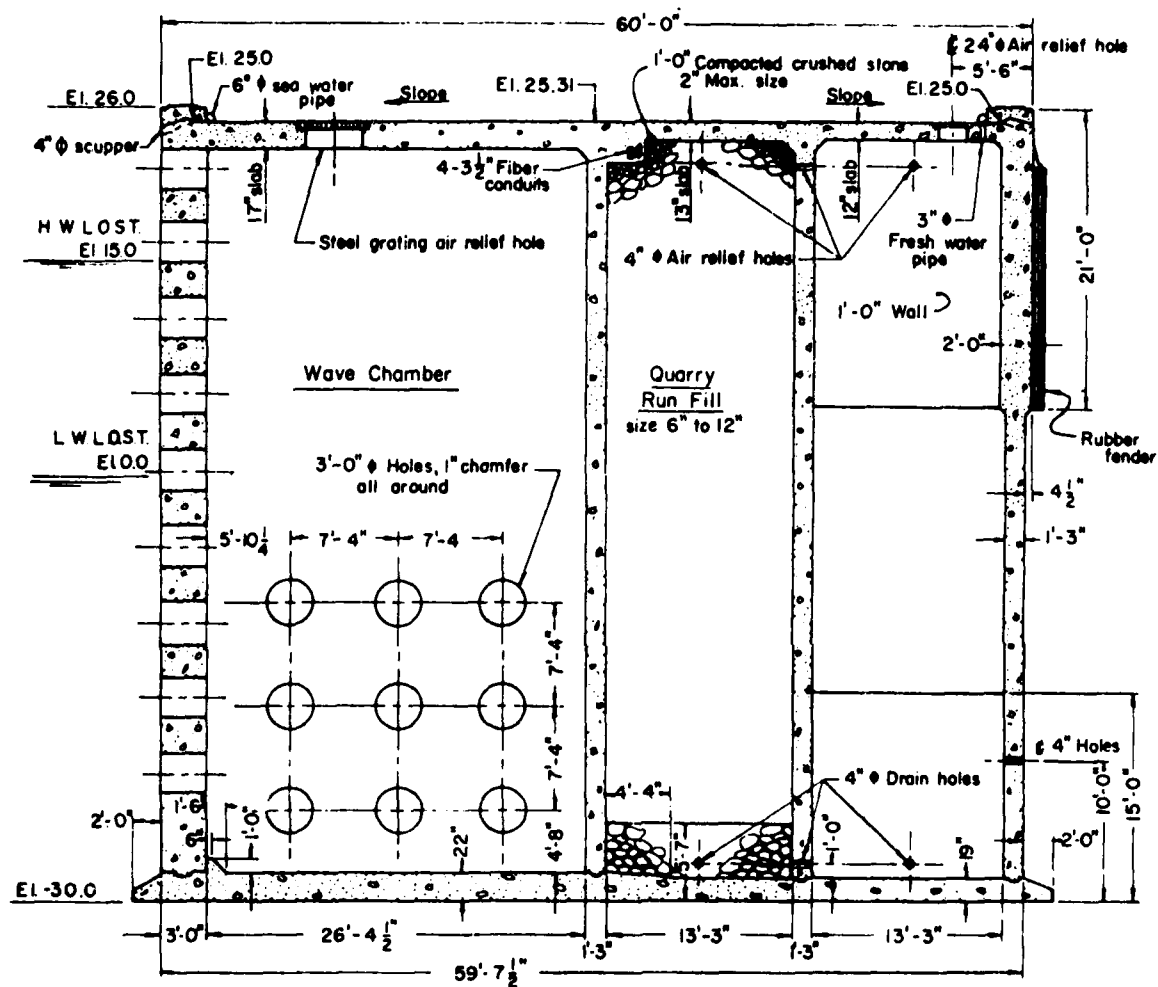 60'-0"
℄ 24" ϕ Air relief hole
5'-6"
El. 25.0
1'-0" Compacted crushed stone
2" Max. size
6" ϕ sea water
pipe
Slope
El. 25.31
Slope
El. 25.0
El. 26.0
4" ϕ scupper
17" slab
4-3½" Fiber
conduits
13" slab
12" slab
Steel grating air relief hole
3" ϕ
Fresh water
pipe
4" ϕ Air relief holes
H W L O S T.
El 15.0
21'-0"
1'-0" Wall
2'-0"
Wave Chamber
Quarry
Run Fill
size 6" to 12"
L W L O S T.
El 0.0
Rubber
fender
3'-0" ϕ Holes, 1" chamfer
all around
4½"
1'-3"
5'-10¼
7'-4"
7'-4
7'-4"
7'-4"
4'-8"
℄ 4" Holes
10'-0"
15'-0"
4" ϕ Drain holes
4'-4"
1'-6"
2'-0"
6"
1'-0"
22"
1'-0"
19"
2'-0"
El. -30.0
3'-0"
26'-4½"
1'-3"
13'-3"
1'-3"
13'-3"
59'-7½"